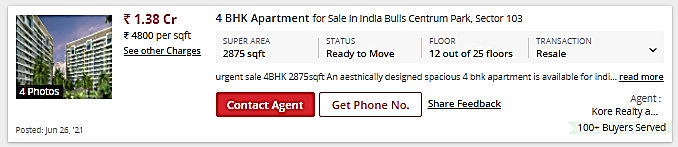 ₹ 1.38 Cr
₹ 4800 per sqft
See other Charges
4 Photos
Posted: Jun 26, '21
4 BHK Apartment for Sale in India Bulls Centrum Park, Sector 103
SUPER AREA
2875 sqft
STATUS
Ready to Move
FLOOR
12 out of 25 floors
TRANSACTION
Resale
urgent sale 4BHK 2875sqft An aesthically designed spacious 4 bhk apartment is available for indi... read more
Contact Agent
Get Phone No.
Share Feedback
Agent :
Kore Realty a...
100+ Buyers Served